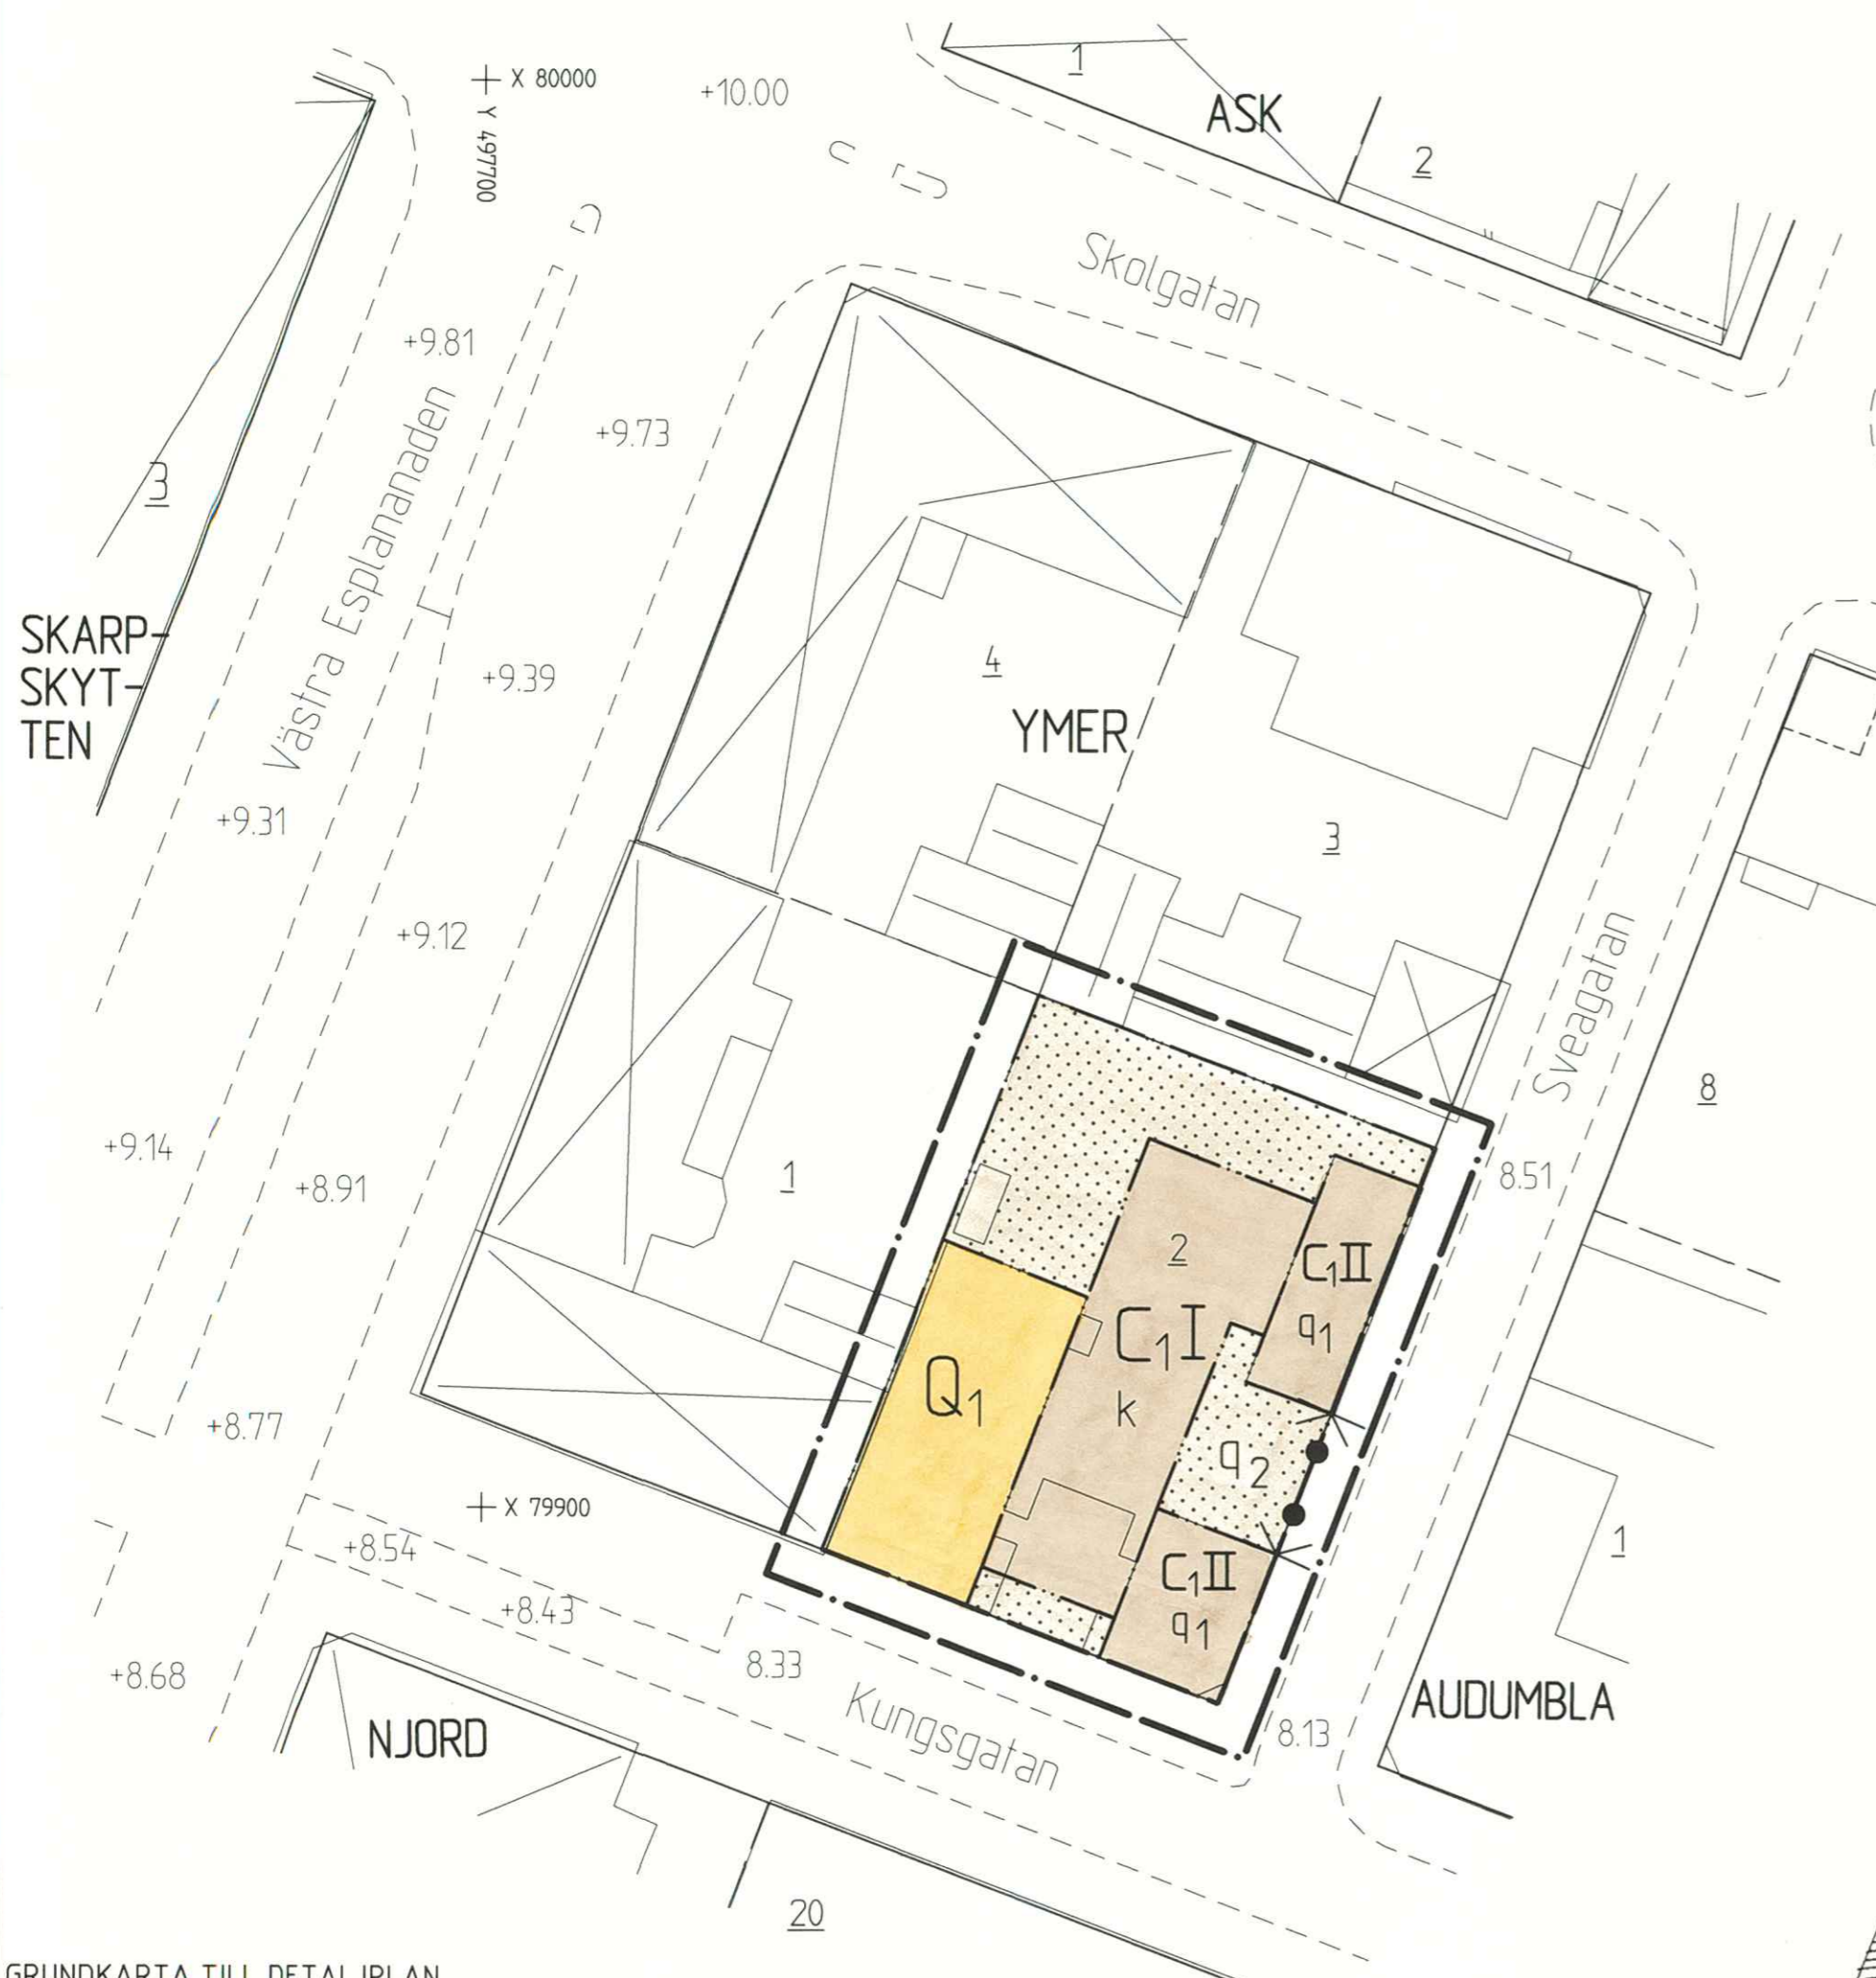 1
X 80000
+10.00
ASK
Y 49700
2
Skolgatan
+9.81
+9.73
3
Västra Esplananaden
SKARP-
SKYT-
TEN
4
+9.39
YMER
+9.31
3
+9.12
Sveagatan
8
+9.14
1
8.51
+8.91
2
C1II
q1
C1I
Q1
k
+8.77
q2
X 79900
1
+8.54
C1II
+8.43
q1
8.33
+8.68
Kungsgatan
AUDUMBLA
NJORD
8.13
20
GRUNDKARTA TILL DETALJPLAN